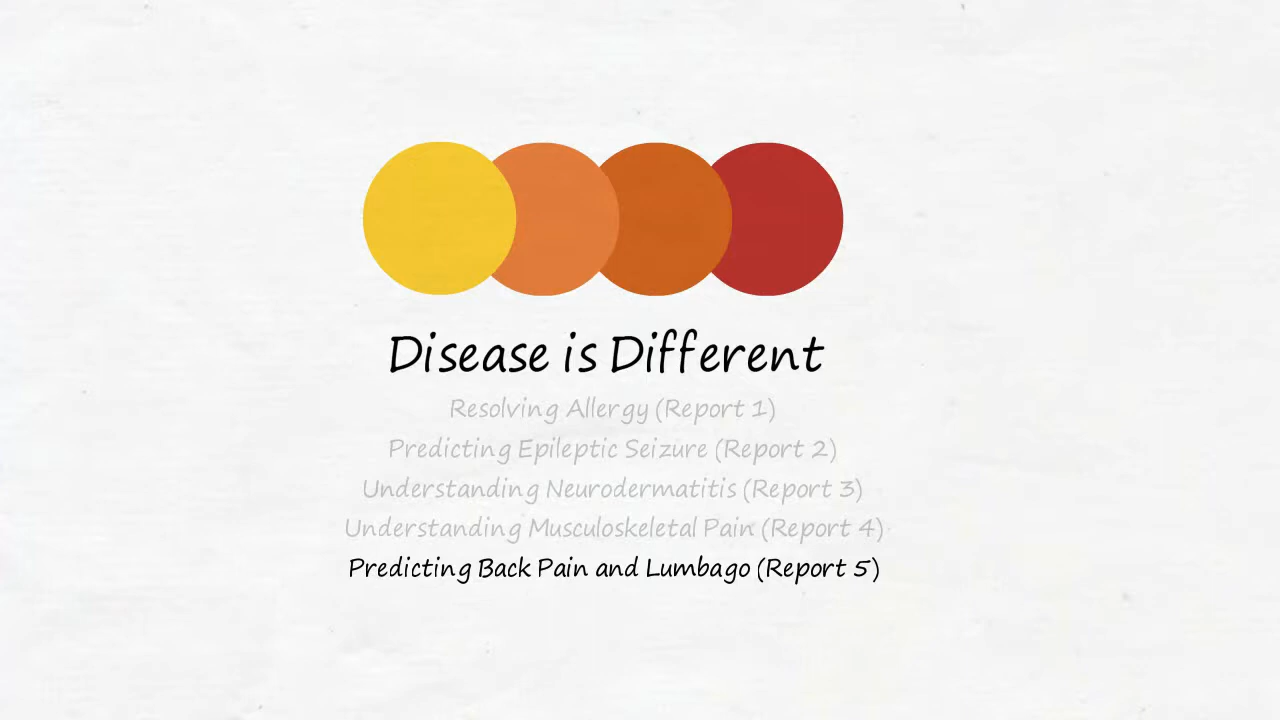 Disease is Different
Resolving Allergy (Report 1)
Predicting Epileptic Seizure (Report 2)
Understanding Neurodermatitis (Report 3)
Understanding Musculoskeletal Pain (Report 4)
Predicting Back Pain and Lumbago (Report 5)